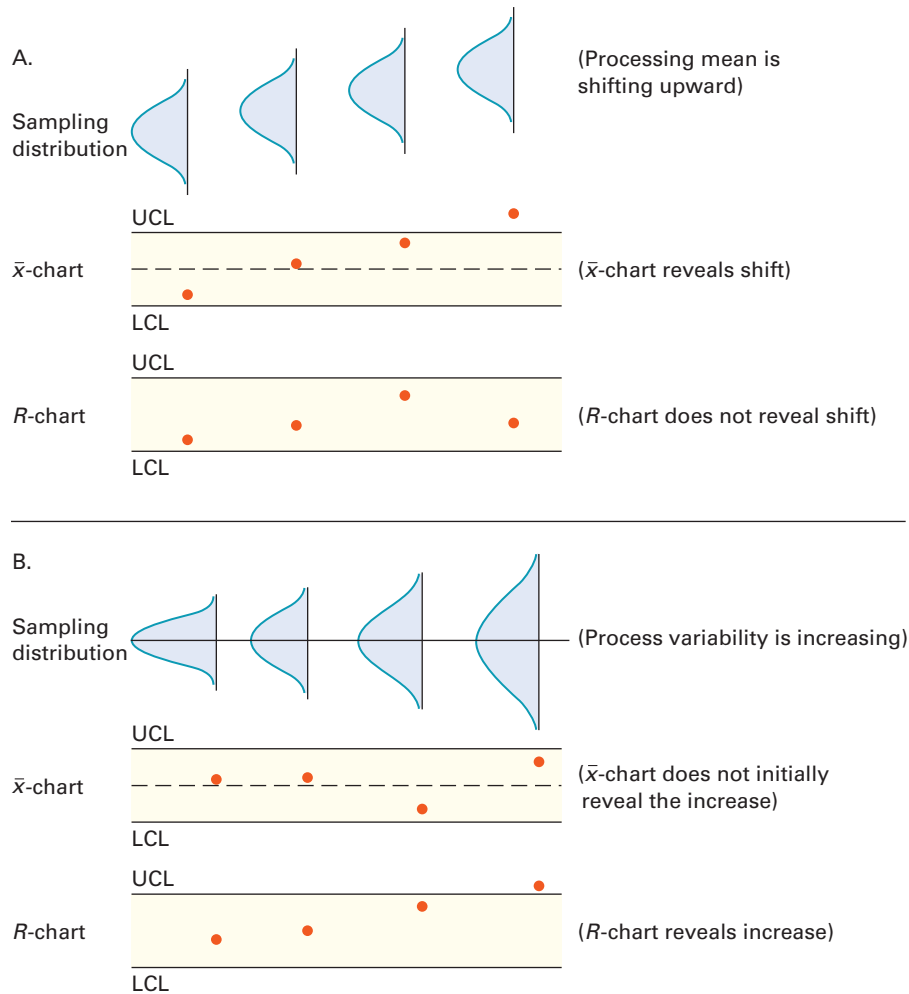 A.
(Processing mean is
shifting upward)
Sampling
distribution
UCL
x̄-chart
(x̄-chart reveals shift)
LCL
UCL
R-chart
(R-chart does not reveal shift)
LCL
B.
Sampling
distribution
(Process variability is increasing)
UCL
x̄-chart
(x̄-chart does not initially
reveal the increase)
LCL
UCL
R-chart
(R-chart reveals increase)
LCL